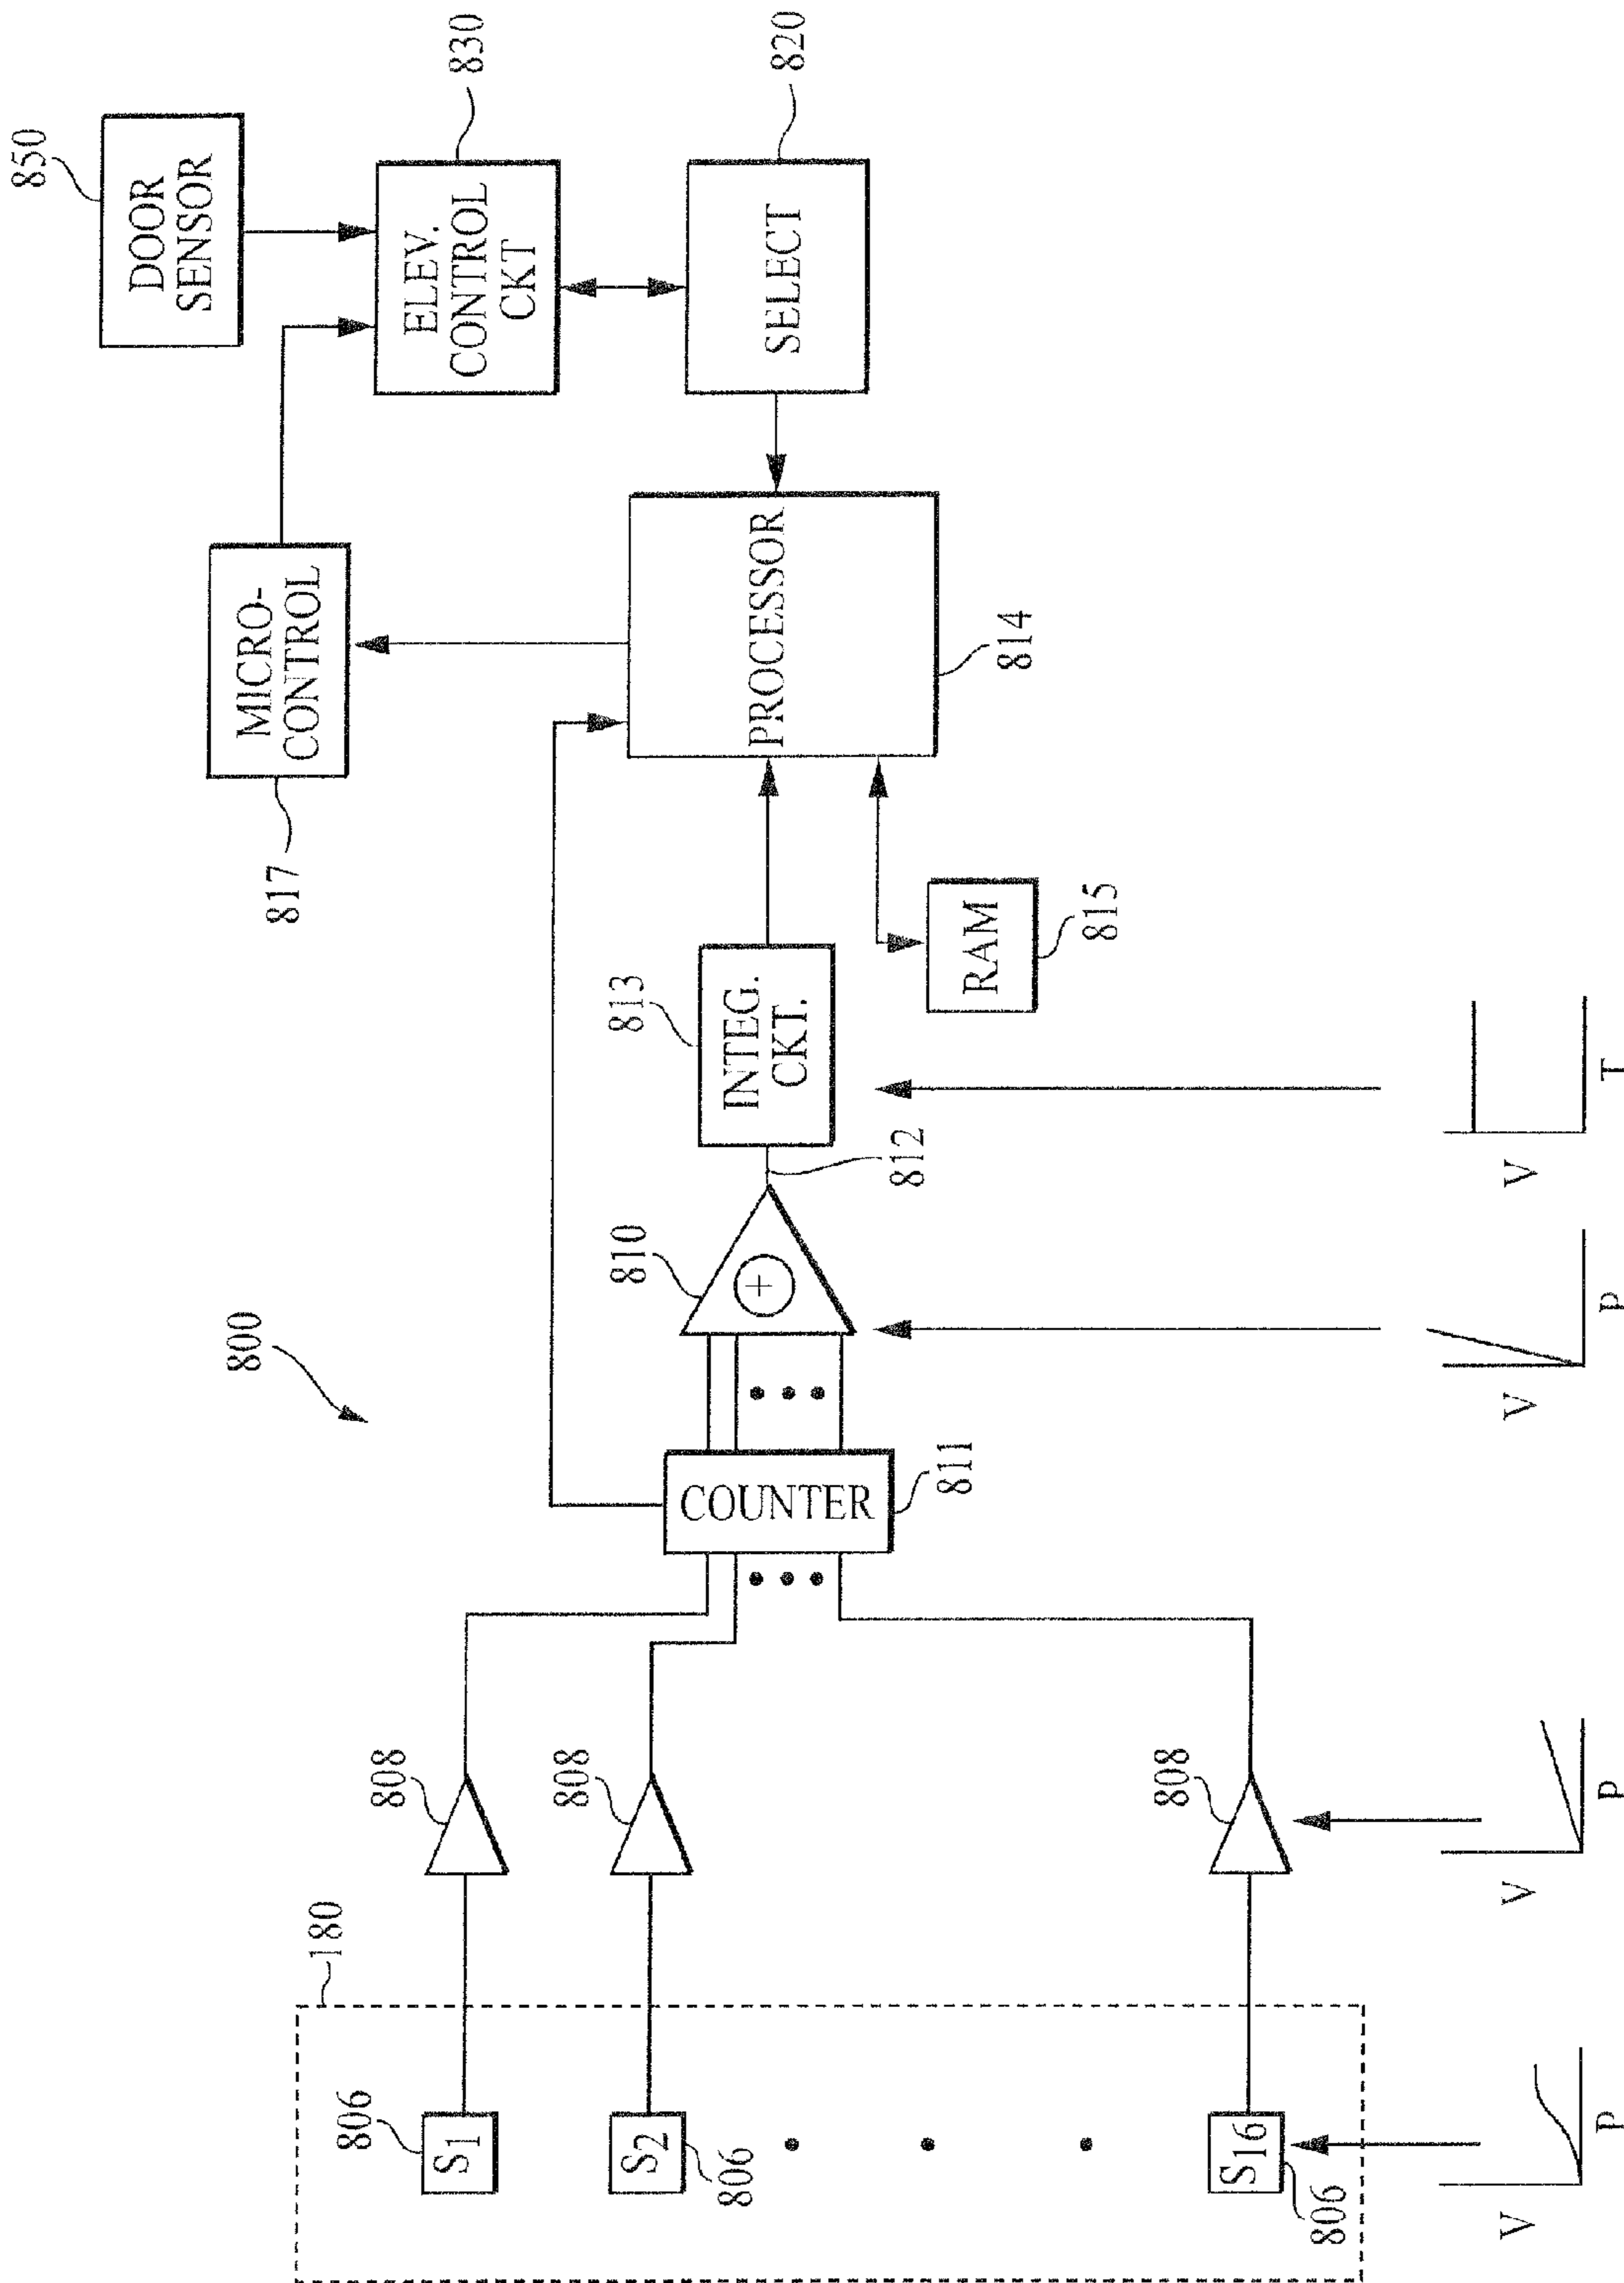 850
DOOR
SENSOR
830
ELEV.
CONTROL
CKT
820
SELECT
MICRO-
CONTROL
817
PROCESSOR
814
813
INTEG.
CKT.
RAM
815
812
810
800
COUNTER
811
808
808
808
180
806
S1
S2
806
S16
806
V
P
V
P
V
P
V
T